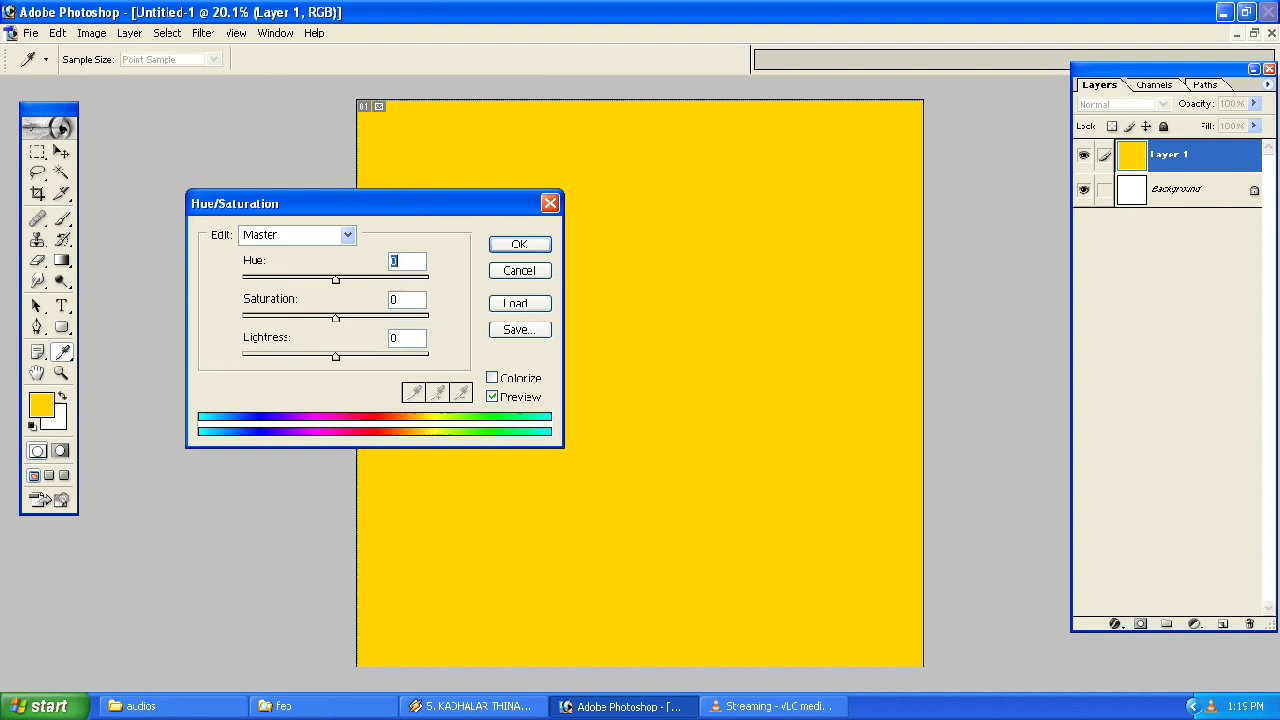 Adobe Photoshop - [Untitled-1 @ 20.1% (Layer 1, RGB)]
File Edit Image Layer Select Filter View Window Help
Sample Size: Point Sample
Layers Channels Paths
Normal Opacity: 100%
Lock: Fill: 100%
Layer 1
Background
01
Hue/Saturation
Edit: Master
Hue: 0
Saturation: 0
Lightness: 0
OK
Cancel
Load...
Save...
Colorize
Preview
start audios feb 5. KADHALAR THINA... Adobe Photoshop - [... Streaming - VLC medi... 1:19 PM